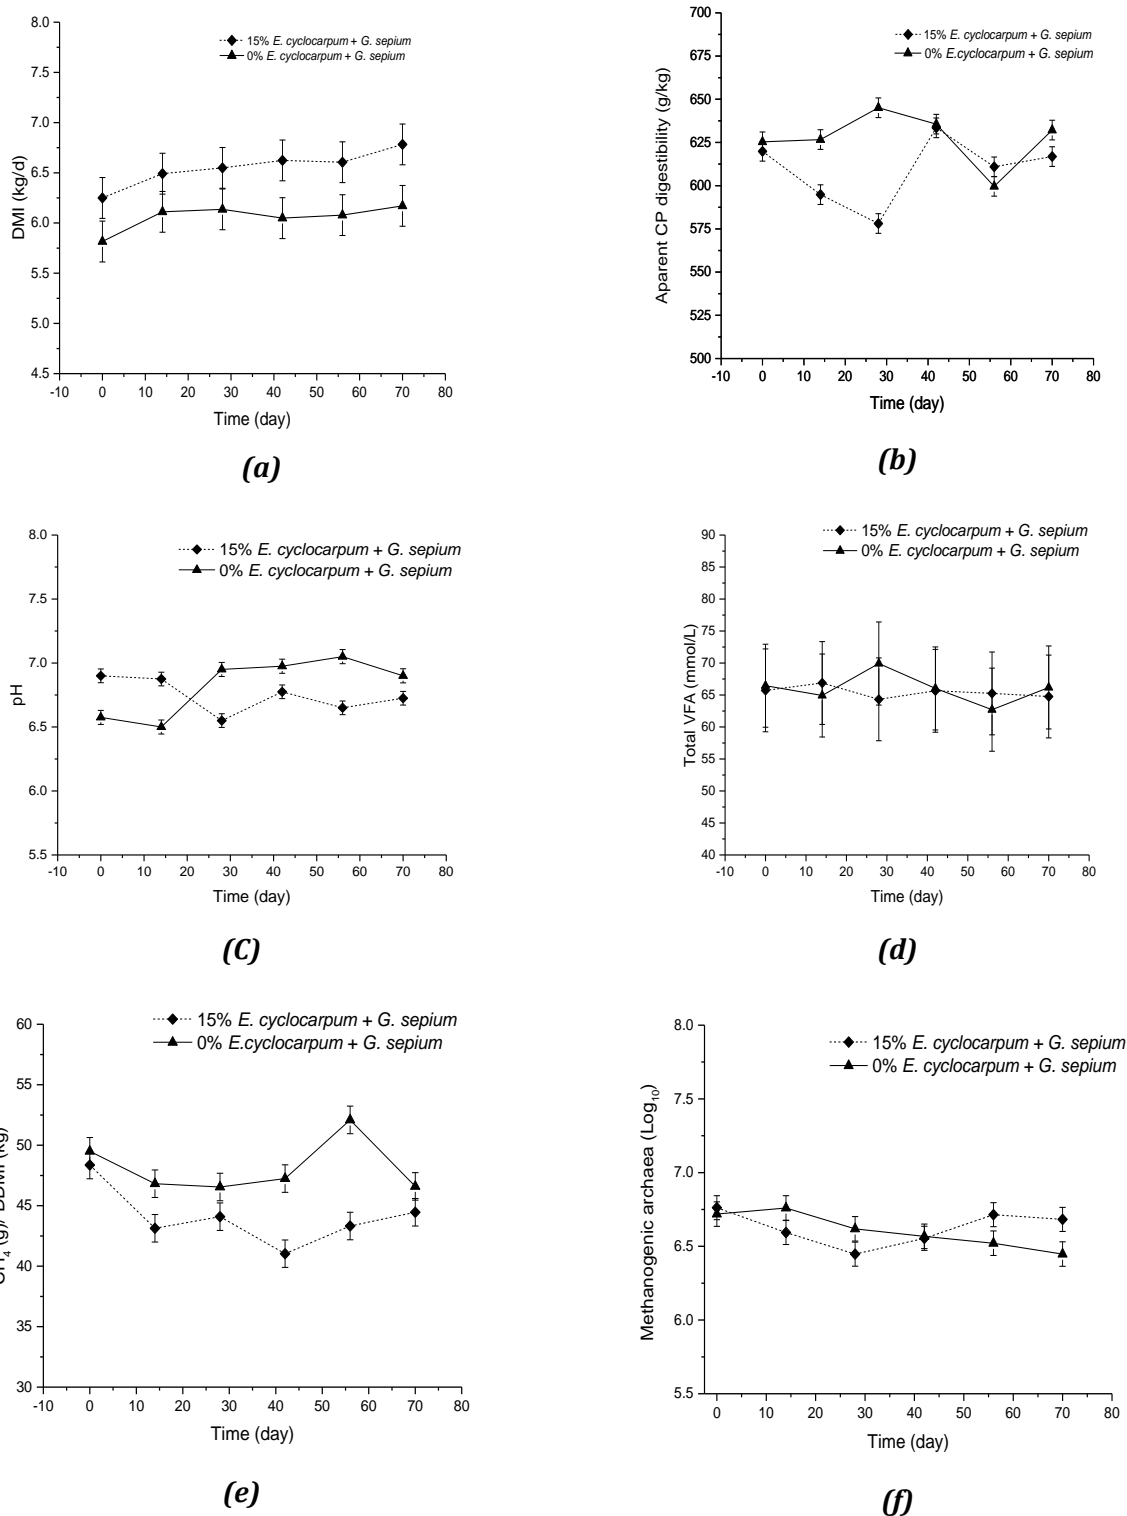 8.0
7.5
7.0
6.5
6.0
5.5
5.0
4.5
DMI (kg/d)
15% E. cyclocarpum + G. sepium
0% E. cyclocarpum + G. sepium
-10 0 10 20 30 40 50 60 70 80
Time (day)
(a)
700
675
650
625
600
575
550
525
500
Aparent CP digestibility (g/kg)
15% E. cyclocarpum + G. sepium
0% E.cyclocarpum + G. sepium
-10 0 10 20 30 40 50 60 70 80
Time (day)
(b)
8.0
7.5
7.0
6.5
6.0
5.5
pH
15% E. cyclocarpum + G. sepium
0% E. cyclocarpum + G. sepium
-10 0 10 20 30 40 50 60 70 80
Time (day)
(C)
90
85
80
75
70
65
60
55
50
45
40
Total VFA (mmol/L)
15% E. cyclocarpum + G. sepium
0% E. cyclocarpum + G. sepium
-10 0 10 20 30 40 50 60 70 80
Time (day)
(d)
60
55
50
45
40
35
30
CH4 (g)/ DDMI (kg)
15% E. cyclocarpum + G. sepium
0% E.cyclocarpum + G. sepium
-10 0 10 20 30 40 50 60 70 80
Time (day)
(e)
8.0
7.5
7.0
6.5
6.0
5.5
Methanogenic archaea (Log10)
15% E. cyclocarpum + G. sepium
0% E. cyclocarpum + G. sepium
0 10 20 30 40 50 60 70 80
Time (day)
(f)